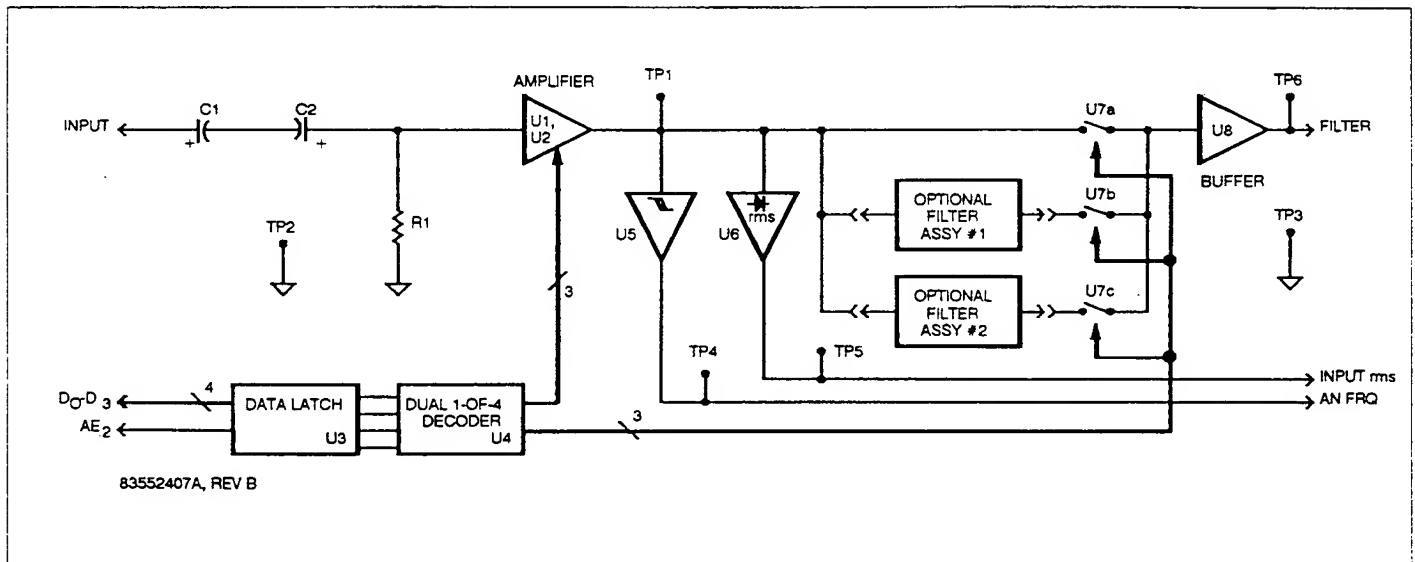 AMPLIFIER
TP1
TP6
C1
C2
U7a
INPUT
+
+
U1,
U2
U8
FILTER
BUFFER
OPTIONAL
FILTER
ASSY #1
U7b
TP2
R1
U5
rms
U6
TP3
3
OPTIONAL
FILTER
ASSY #2
U7c
TP4
TP5
INPUT rms
AN FRQ
D0-D3
4
DATA LATCH
U3
DUAL 1-OF-4
DECODER
U4
3
AE2
83552407A, REV B